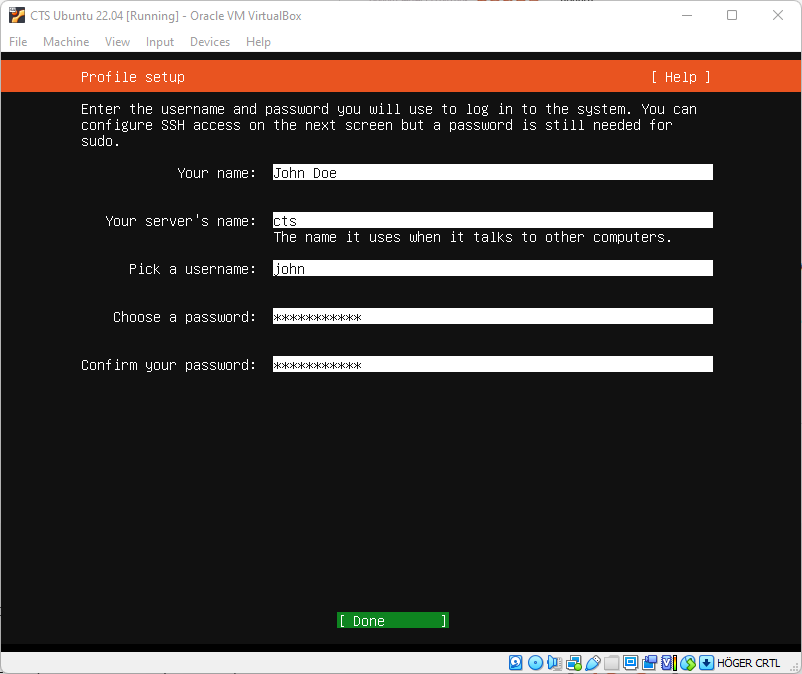 CTS Ubuntu 22.04 [Running] - Oracle VM VirtualBox
File Machine View Input Devices Help
Profile setup [ Help ]
Enter the username and password you will use to log in to the system. You can
configure SSH access on the next screen but a password is still needed for
sudo.
Your name: John Doe
Your server's name: cts
The name it uses when it talks to other computers.
Pick a username: john
Choose a password: ***********
Confirm your password: ***********
[ Done ]
HÖGER CRTL